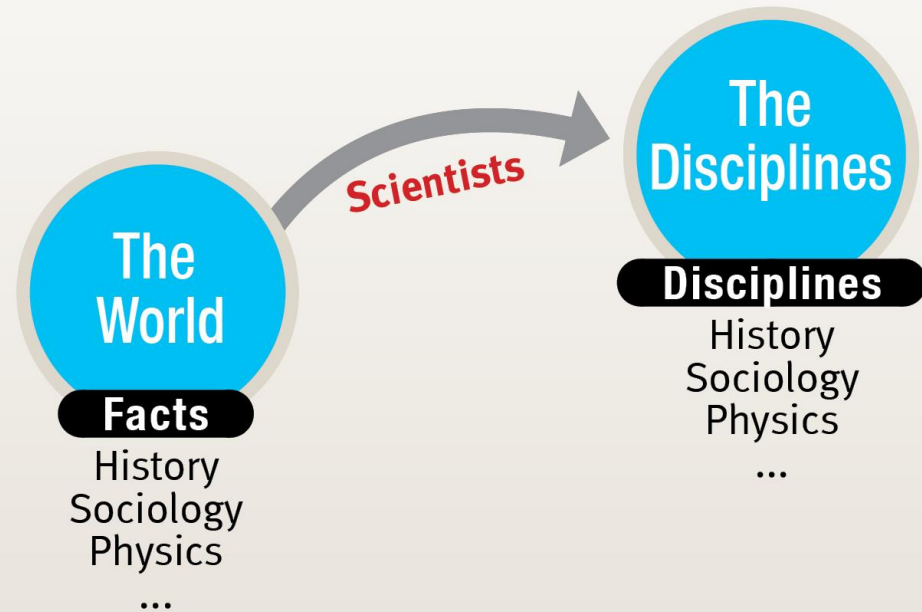 The
World
Facts
History
Sociology
Physics
...
Scientists
The
Disciplines
Disciplines
History
Sociology
Physics
...